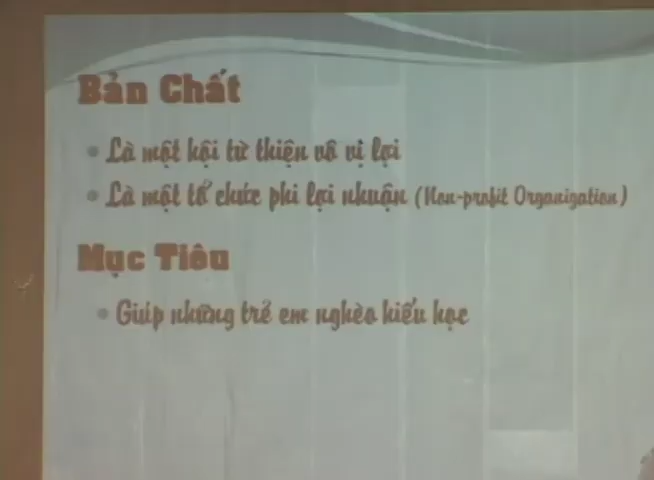 Bản Chất
Là một hội từ thiện vô vị lợi
Là một tổ chức phi lợi nhuận (Non-profit Organization)
Mục Tiêu
Giúp những trẻ em nghèo hiếu học